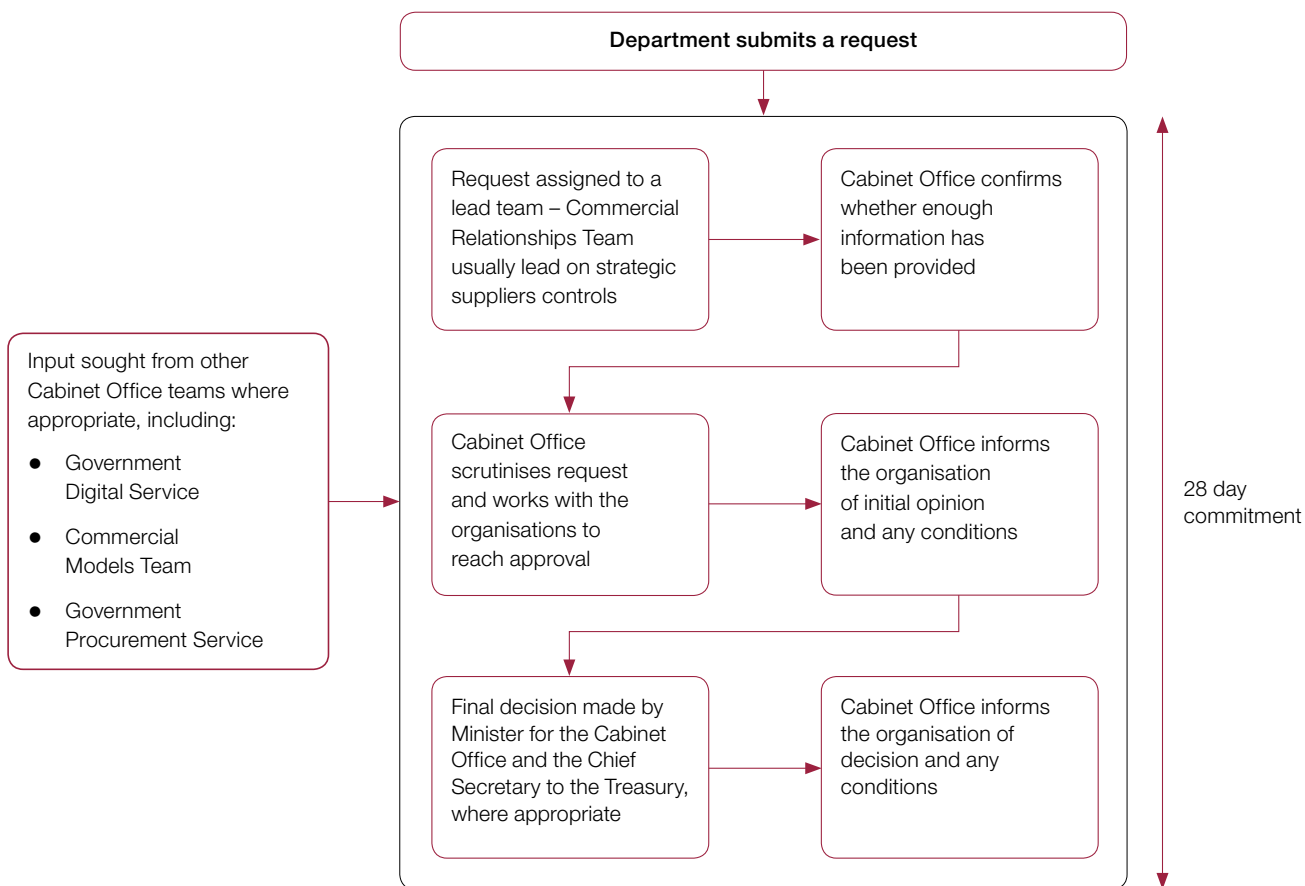 Department submits a request
Request assigned to a
lead team – Commercial
Relationships Team
usually lead on strategic
suppliers controls
Cabinet Office confirms
whether enough
information has
been provided
Input sought from other
Cabinet Office teams where
appropriate, including:
● Government
Digital Service
● Commercial
Models Team
● Government
Procurement Service
Cabinet Office
scrutinises request
and works with the
organisations to
reach approval
Cabinet Office informs
the organisation
of initial opinion
and any conditions
28 day
commitment
Final decision made by
Minister for the Cabinet
Office and the Chief
Secretary to the Treasury,
where appropriate
Cabinet Office informs
the organisation of
decision and any
conditions